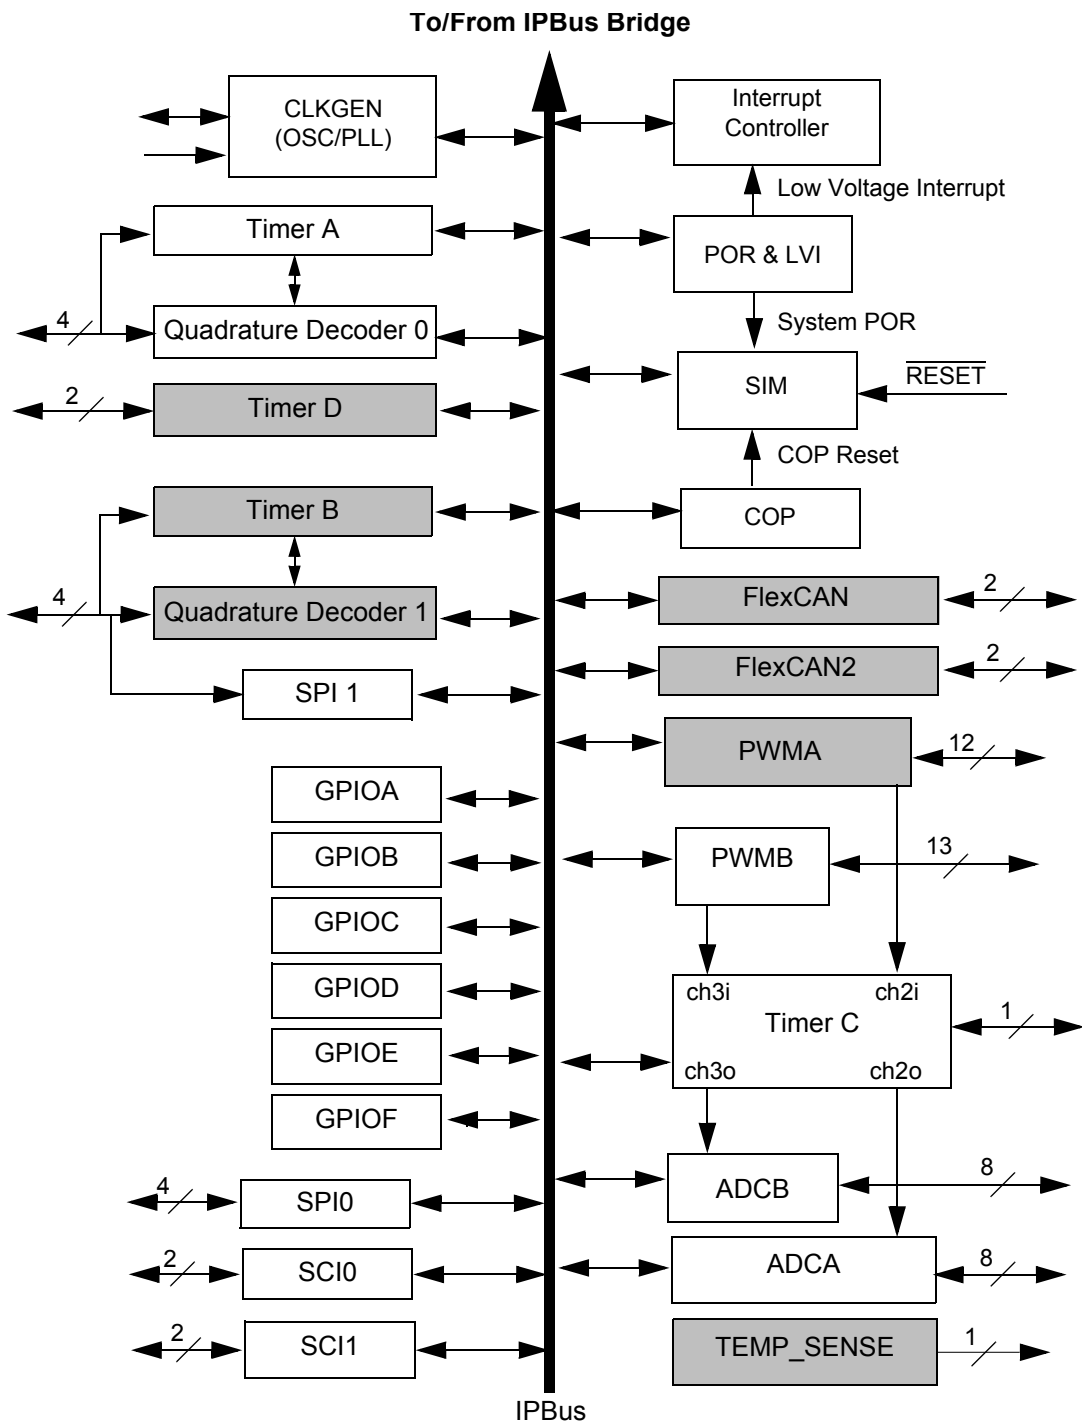 To/From IPBus Bridge
CLKGEN
(OSC/PLL)
Timer A
4
Quadrature Decoder 0
2
Timer D
Timer B
4
Quadrature Decoder 1
SPI 1
GPIOA
GPIOB
GPIOC
GPIOD
GPIOE
GPIOF
4
SPI0
2
SCI0
2
SCI1
Interrupt
Controller
Low Voltage Interrupt
POR & LVI
System POR
SIM
RESET
COP Reset
COP
FlexCAN
2
FlexCAN2
2
PWMA
12
PWMB
13
ch3i
ch2i
Timer C
1
ch3o
ch2o
ADCB
8
ADCA
8
TEMP_SENSE
1
IPBus